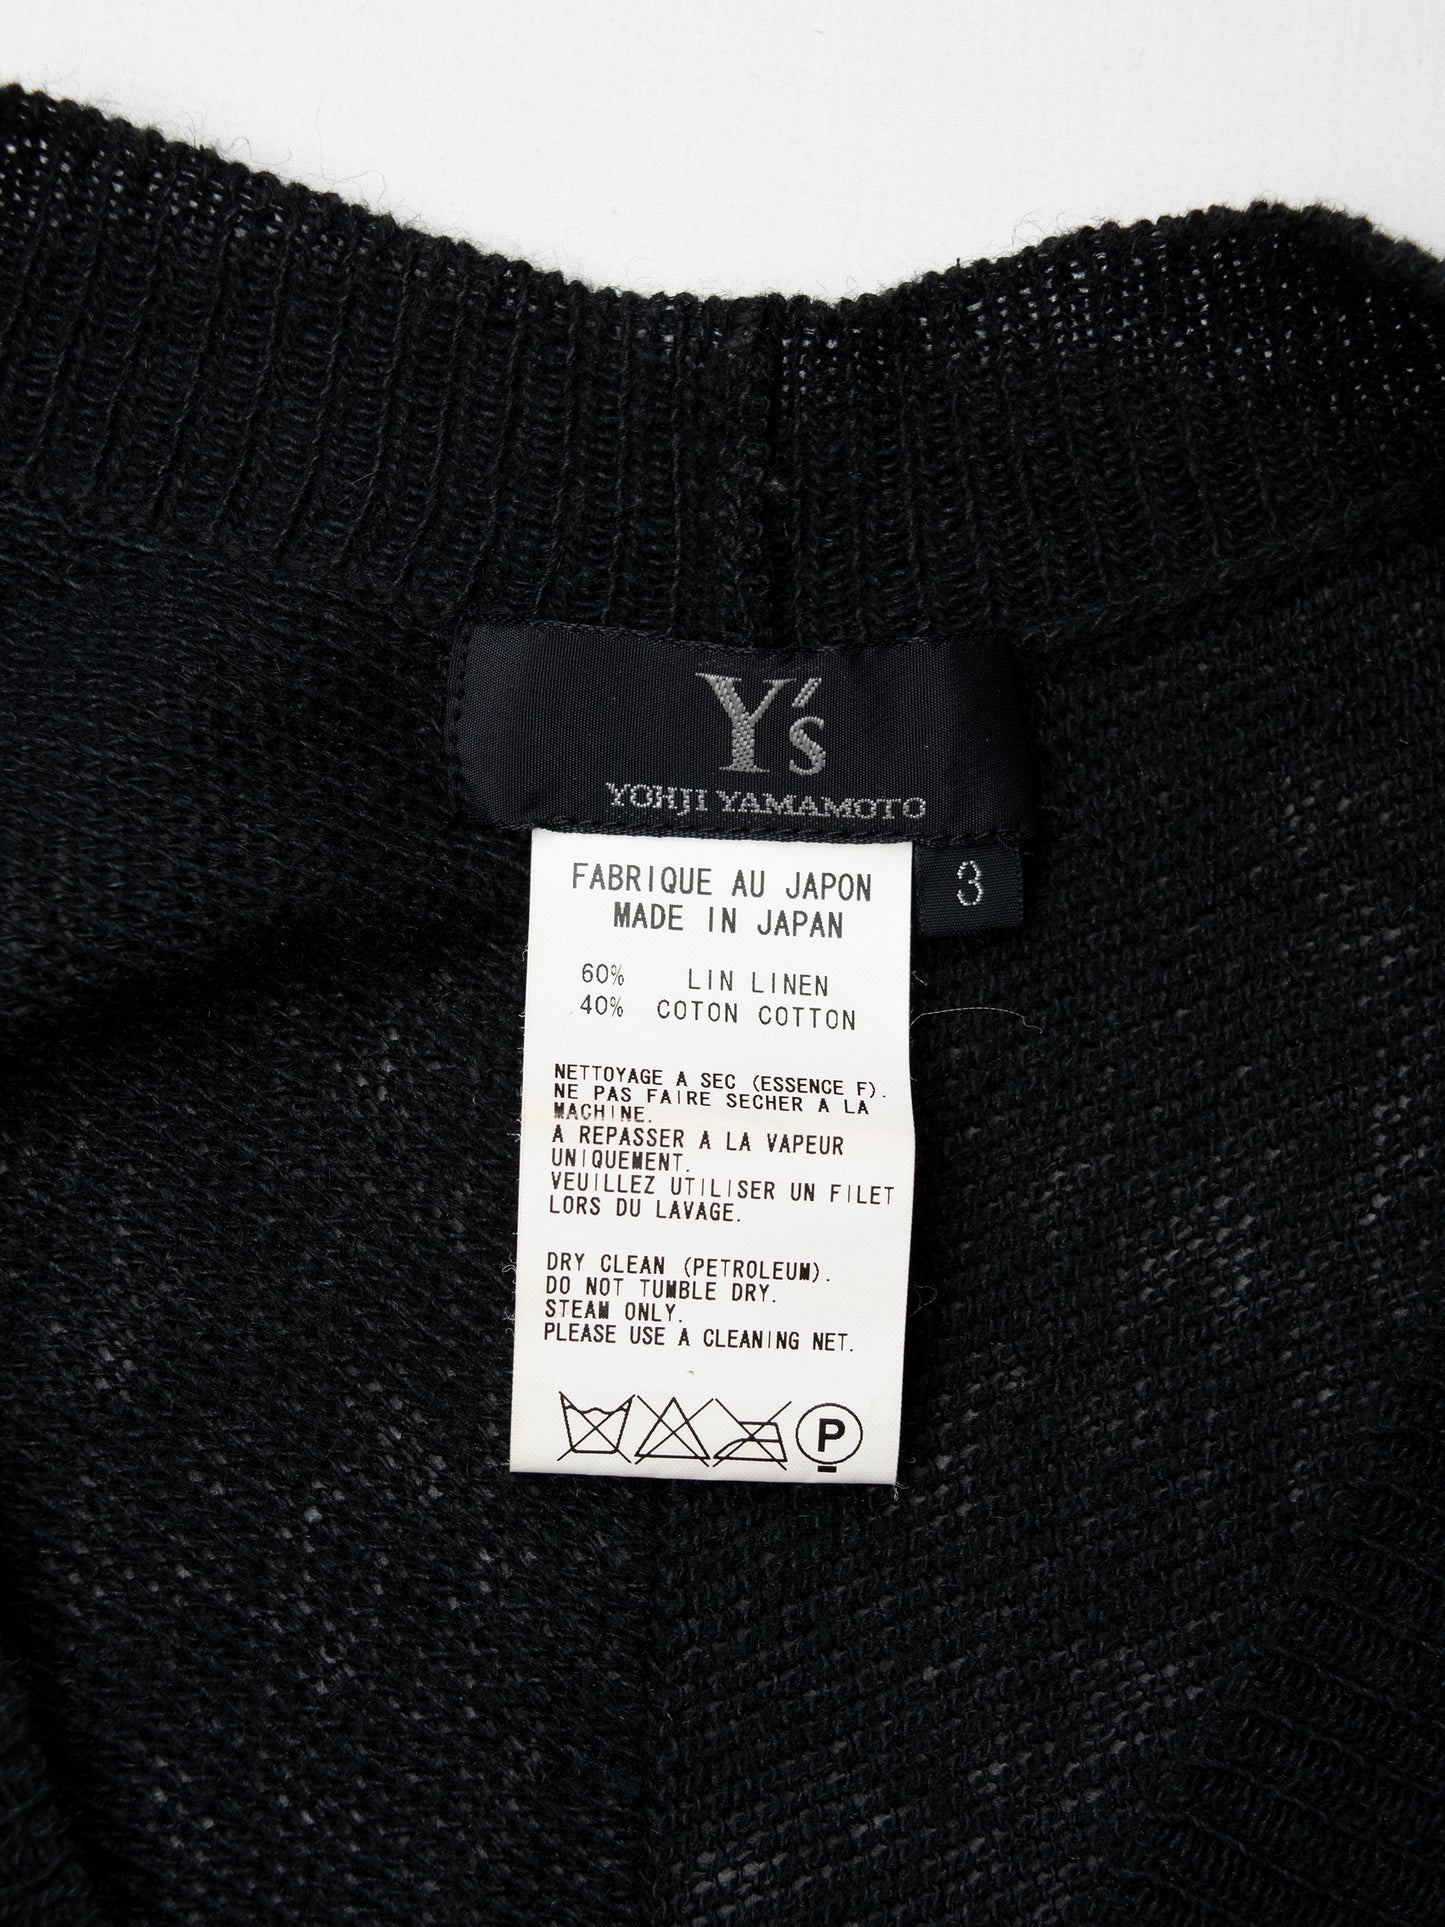 Y's
YOHJI YAMAMOTO
3
FABRIQUE AU JAPON
MADE IN JAPAN
60% LIN LINEN
40% COTON COTTON
NETTOYAGE A SEC (ESSENCE F).
NE PAS FAIRE SECHER A LA
MACHINE.
A REPASSER A LA VAPEUR
UNIQUEMENT.
VEUILLEZ UTILISER UN FILET
LORS DU LAVAGE.
DRY CLEAN (PETROLEUM).
DO NOT TUMBLE DRY.
STEAM ONLY.
PLEASE USE A CLEANING NET.
P